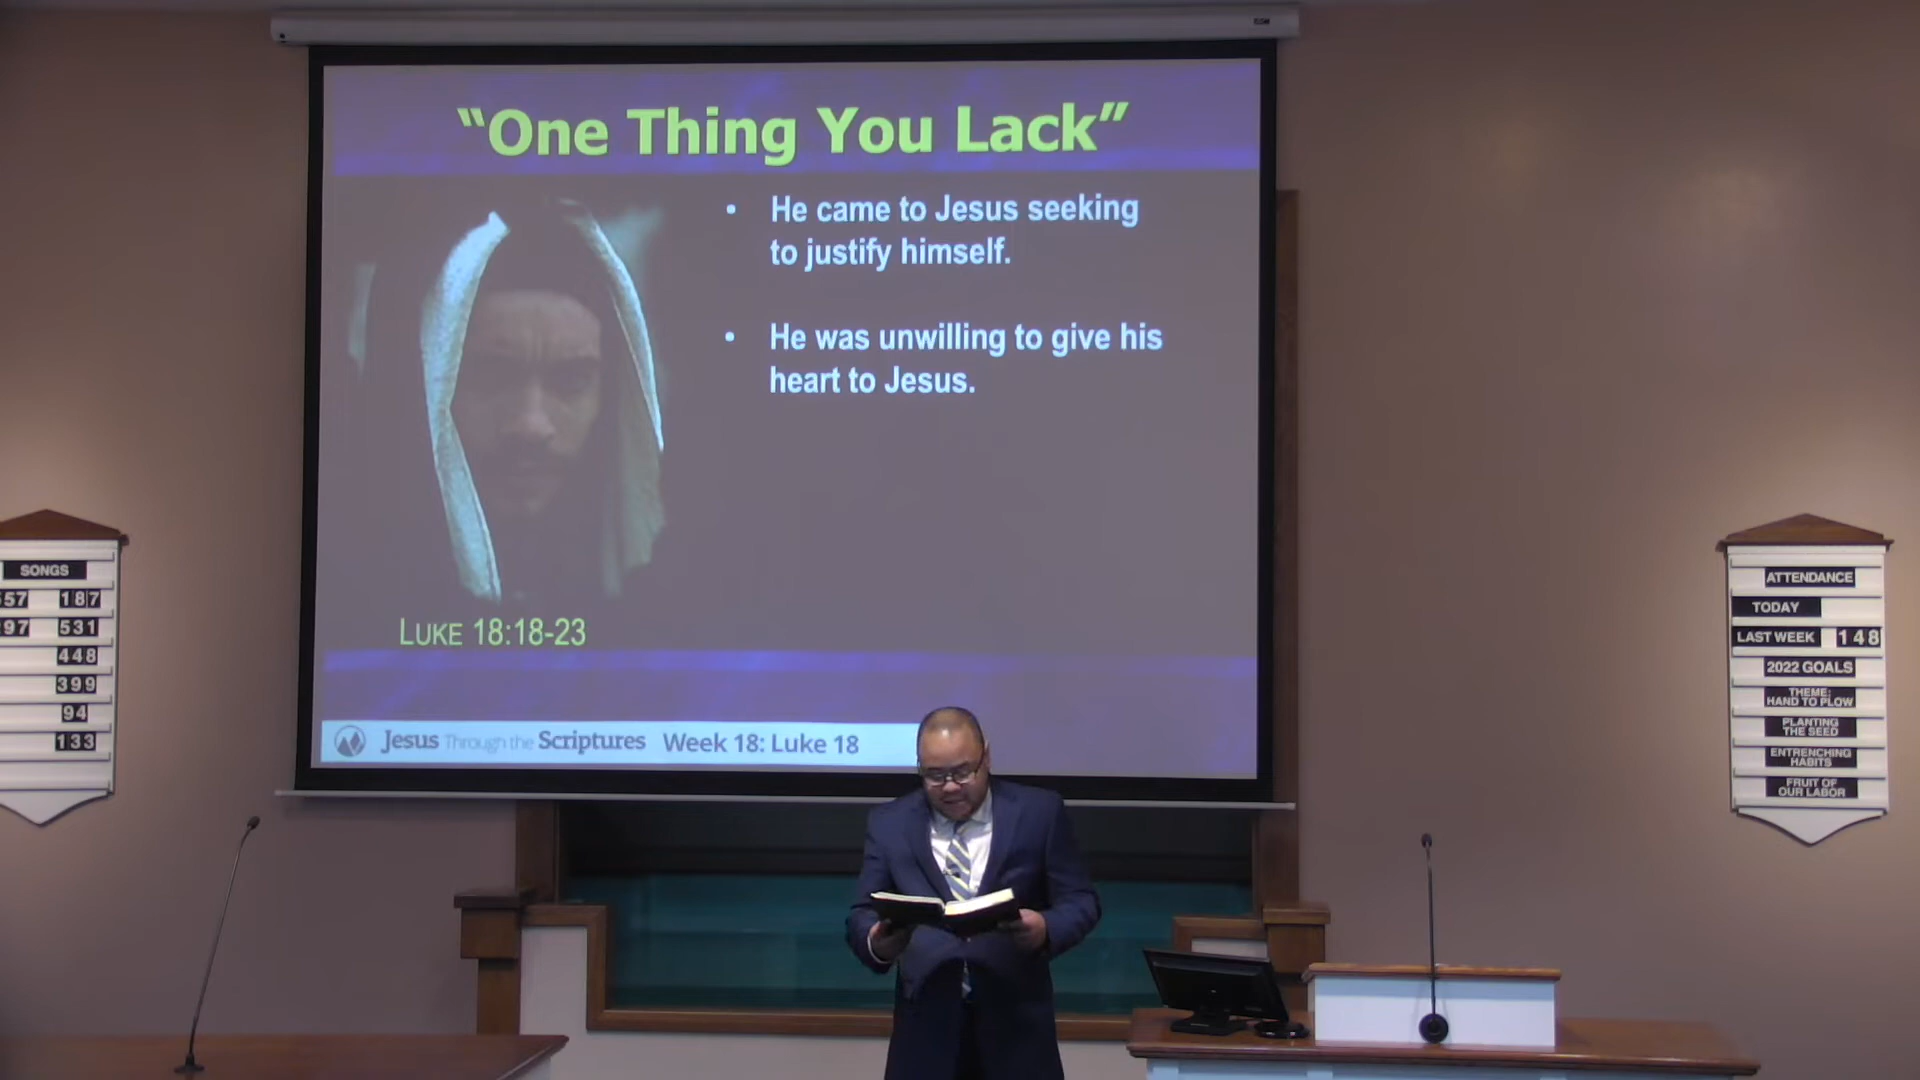 “One Thing You Lack”
• He came to Jesus seeking
to justify himself.
• He was unwilling to give his
heart to Jesus.
LUKE 18:18-23
Jesus Through the Scriptures Week 18: Luke 18
SONGS
557 187
97 531
448
399
94
133
ATTENDANCE
TODAY
LAST WEEK 148
2022 GOALS
THEME:
HAND TO PLOW
PLANTING
THE SEED
ENTRENCHING
HABITS
FRUIT OF
OUR LABOR